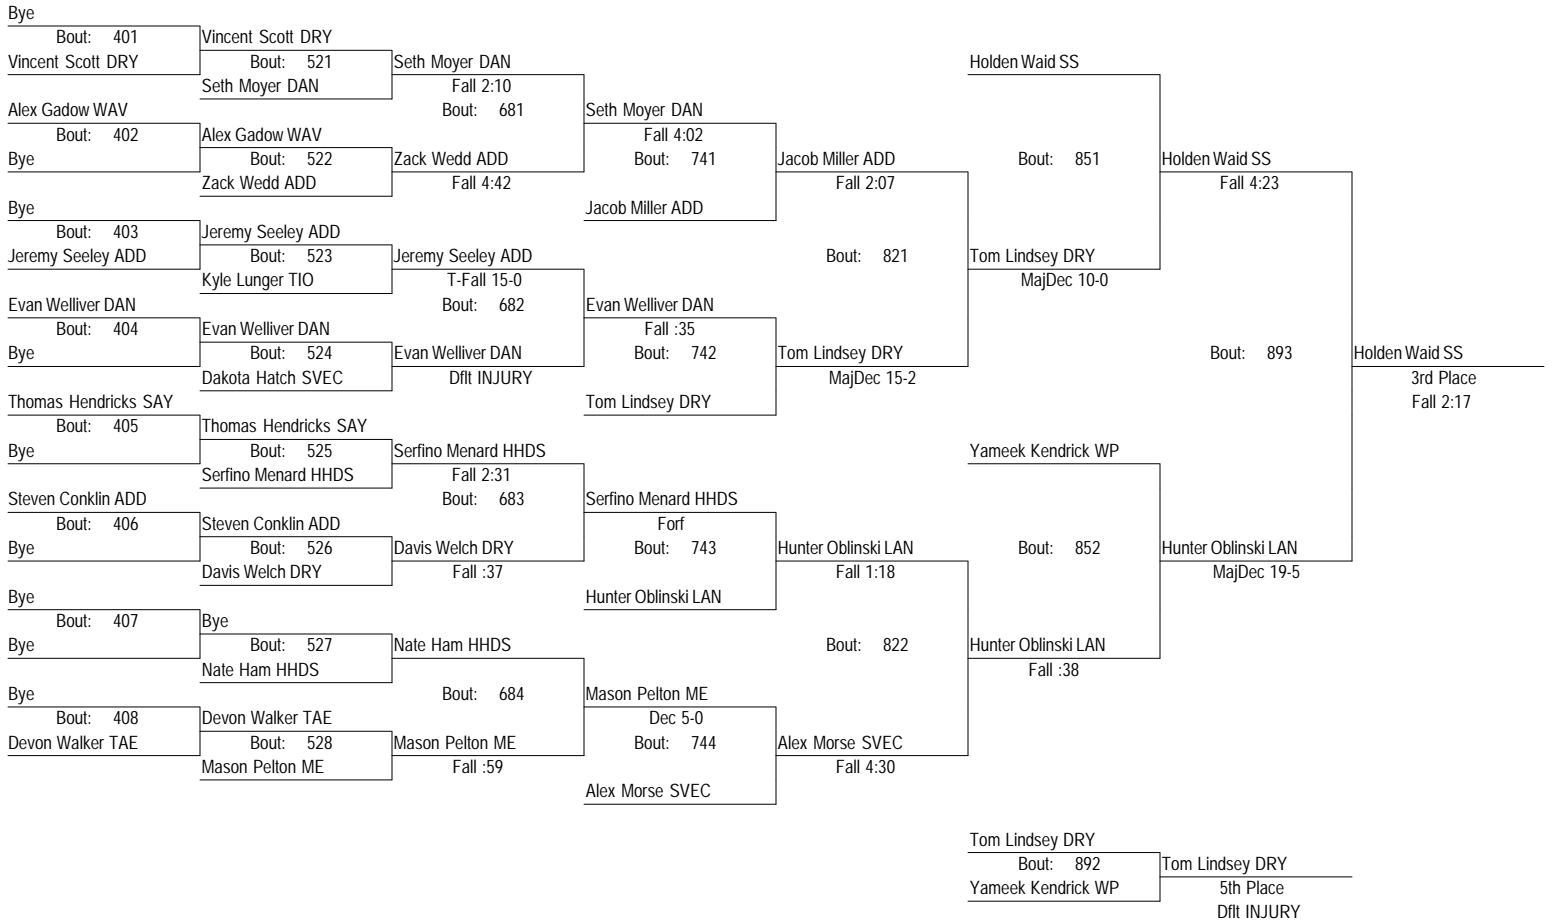 Bye
Bout: 401 Vincent Scott DRY
Vincent Scott DRY Bout: 521 Seth Moyer DAN Holden Waid SS
Seth Moyer DAN Fall 2:10
Alex Gadow WAV Bout: 681 Seth Moyer DAN
Bout: 402 Alex Gadow WAV Fall 4:02
Bye Bout: 522 Zack Wedd ADD Bout: 741 Jacob Miller ADD Bout: 851 Holden Waid SS
Zack Wedd ADD Fall 4:42 Fall 2:07 Fall 4:23
Bye Jacob Miller ADD
Bout: 403 Jeremy Seeley ADD
Jeremy Seeley ADD Bout: 523 Jeremy Seeley ADD Bout: 821 Tom Lindsey DRY
Kyle Lunger TIO T-Fall 15-0 MajDec 10-0
Evan Welliver DAN Bout: 682 Evan Welliver DAN
Bout: 404 Evan Welliver DAN Fall :35
Bye Bout: 524 Evan Welliver DAN Bout: 742 Tom Lindsey DRY Bout: 893 Holden Waid SS
Dakota Hatch SVEC Dflt INJURY MajDec 15-2 3rd Place
Thomas Hendricks SAY Tom Lindsey DRY Fall 2:17
Bout: 405 Thomas Hendricks SAY
Bye Bout: 525 Serfino Menard HHDS Yameek Kendrick WP
Serfino Menard HHDS Fall 2:31
Steven Conklin ADD Bout: 683 Serfino Menard HHDS
Bout: 406 Steven Conklin ADD Forf
Bye Bout: 526 Davis Welch DRY Bout: 743 Hunter Oblinski LAN Bout: 852 Hunter Oblinski LAN
Davis Welch DRY Fall :37 Fall 1:18 MajDec 19-5
Bye Hunter Oblinski LAN
Bout: 407 Bye
Bye Bout: 527 Nate Ham HHDS Bout: 822 Hunter Oblinski LAN
Nate Ham HHDS Fall :38
Bye Bout: 684 Mason Pelton ME
Bout: 408 Devon Walker TAE Dec 5-0
Devon Walker TAE Bout: 528 Mason Pelton ME Bout: 744 Alex Morse SVEC
Mason Pelton ME Fall :59 Fall 4:30
Alex Morse SVEC
Tom Lindsey DRY
Bout: 892 Tom Lindsey DRY
Yameek Kendrick WP 5th Place
Dflt INJURY